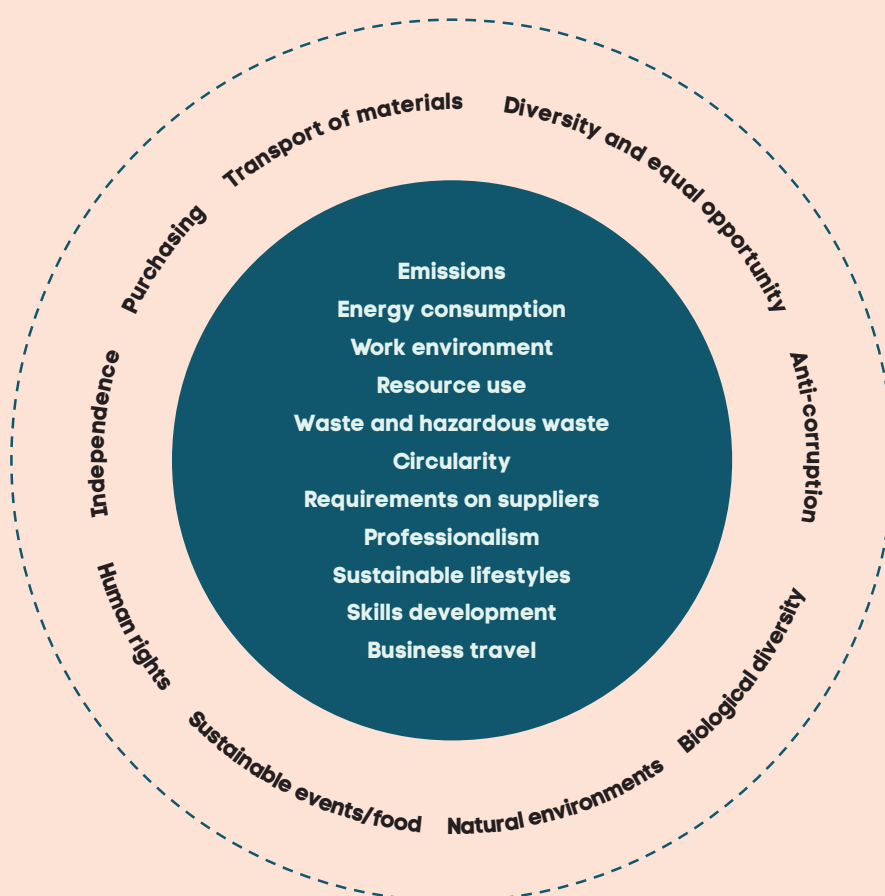 Transport of materials
Diversity and equal opportunity
Anti-corruption
Biological diversity
Natural environments
Sustainable events/food
Human rights
Independence
Purchasing
Emissions
Energy consumption
Work environment
Resource use
Waste and hazardous waste
Circularity
Requirements on suppliers
Professionalism
Sustainable lifestyles
Skills development
Business travel